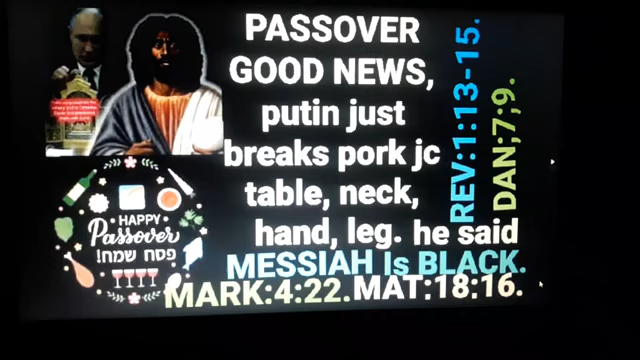 PASSOVER
GOOD NEWS,
putin just
breaks pork jc
table, neck,
hand, leg. he said
MESSIAH Is BLACK.
MARK:4:22.MAT;18:16.
REV:1:13-15.
DAN;7;9.
HAPPY
Passover
פסח שמח!